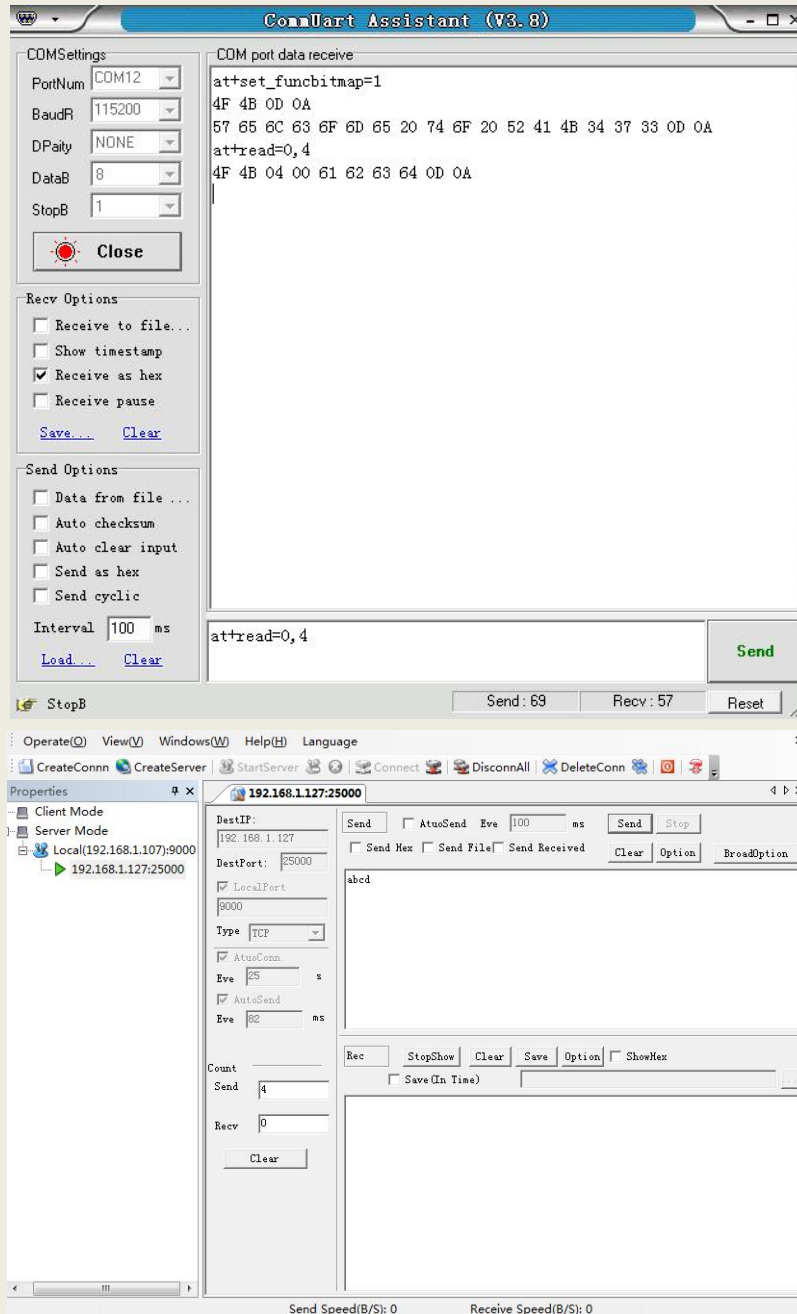 CommUart Assistant (V3.8)
COMSettings
PortNum COM12
BaudR 115200
DPaity NONE
DataB 8
StopB 1
Close
Recv Options
Receive to file...
Show timestamp
Receive as hex
Receive pause
Save... Clear
Send Options
Data from file ...
Auto checksum
Auto clear input
Send as hex
Send cyclic
Interval 100 ms
Load... Clear
COM port data receive
at+set_funcbitmap=1
4F 4B 0D 0A
57 65 6C 63 6F 6D 65 20 74 6F 20 52 41 4B 34 37 33 0D 0A
at+read=0,4
4F 4B 04 00 61 62 63 64 0D 0A
at+read=0,4
Send
StopB
Send : 69
Recv : 57
Reset
Operate(O) View(V) Windows(W) Help(H) Language
CreateConnn CreateServer StartServer Connect DisconnAll DeleteConn
Properties
Client Mode
Server Mode
Local(192.168.1.107):9000
192.168.1.127:25000
192.168.1.127:25000
DestIP:
192.168.1.127
DestPort: 25000
LocalPort
9000
Type TCP
AtuoConn
Eve 25 s
AutoSend
Eve 82 ms
Count
Send 4
Recv 0
Clear
Send AtuoSend Eve 100 ms Send Stop
Send Hex Send File Send Received Clear Option BroadOption
abcd
Rec StopShow Clear Save Option ShowHex
Save(In Time) ...
Send Speed(B/S): 0 Receive Speed(B/S): 0